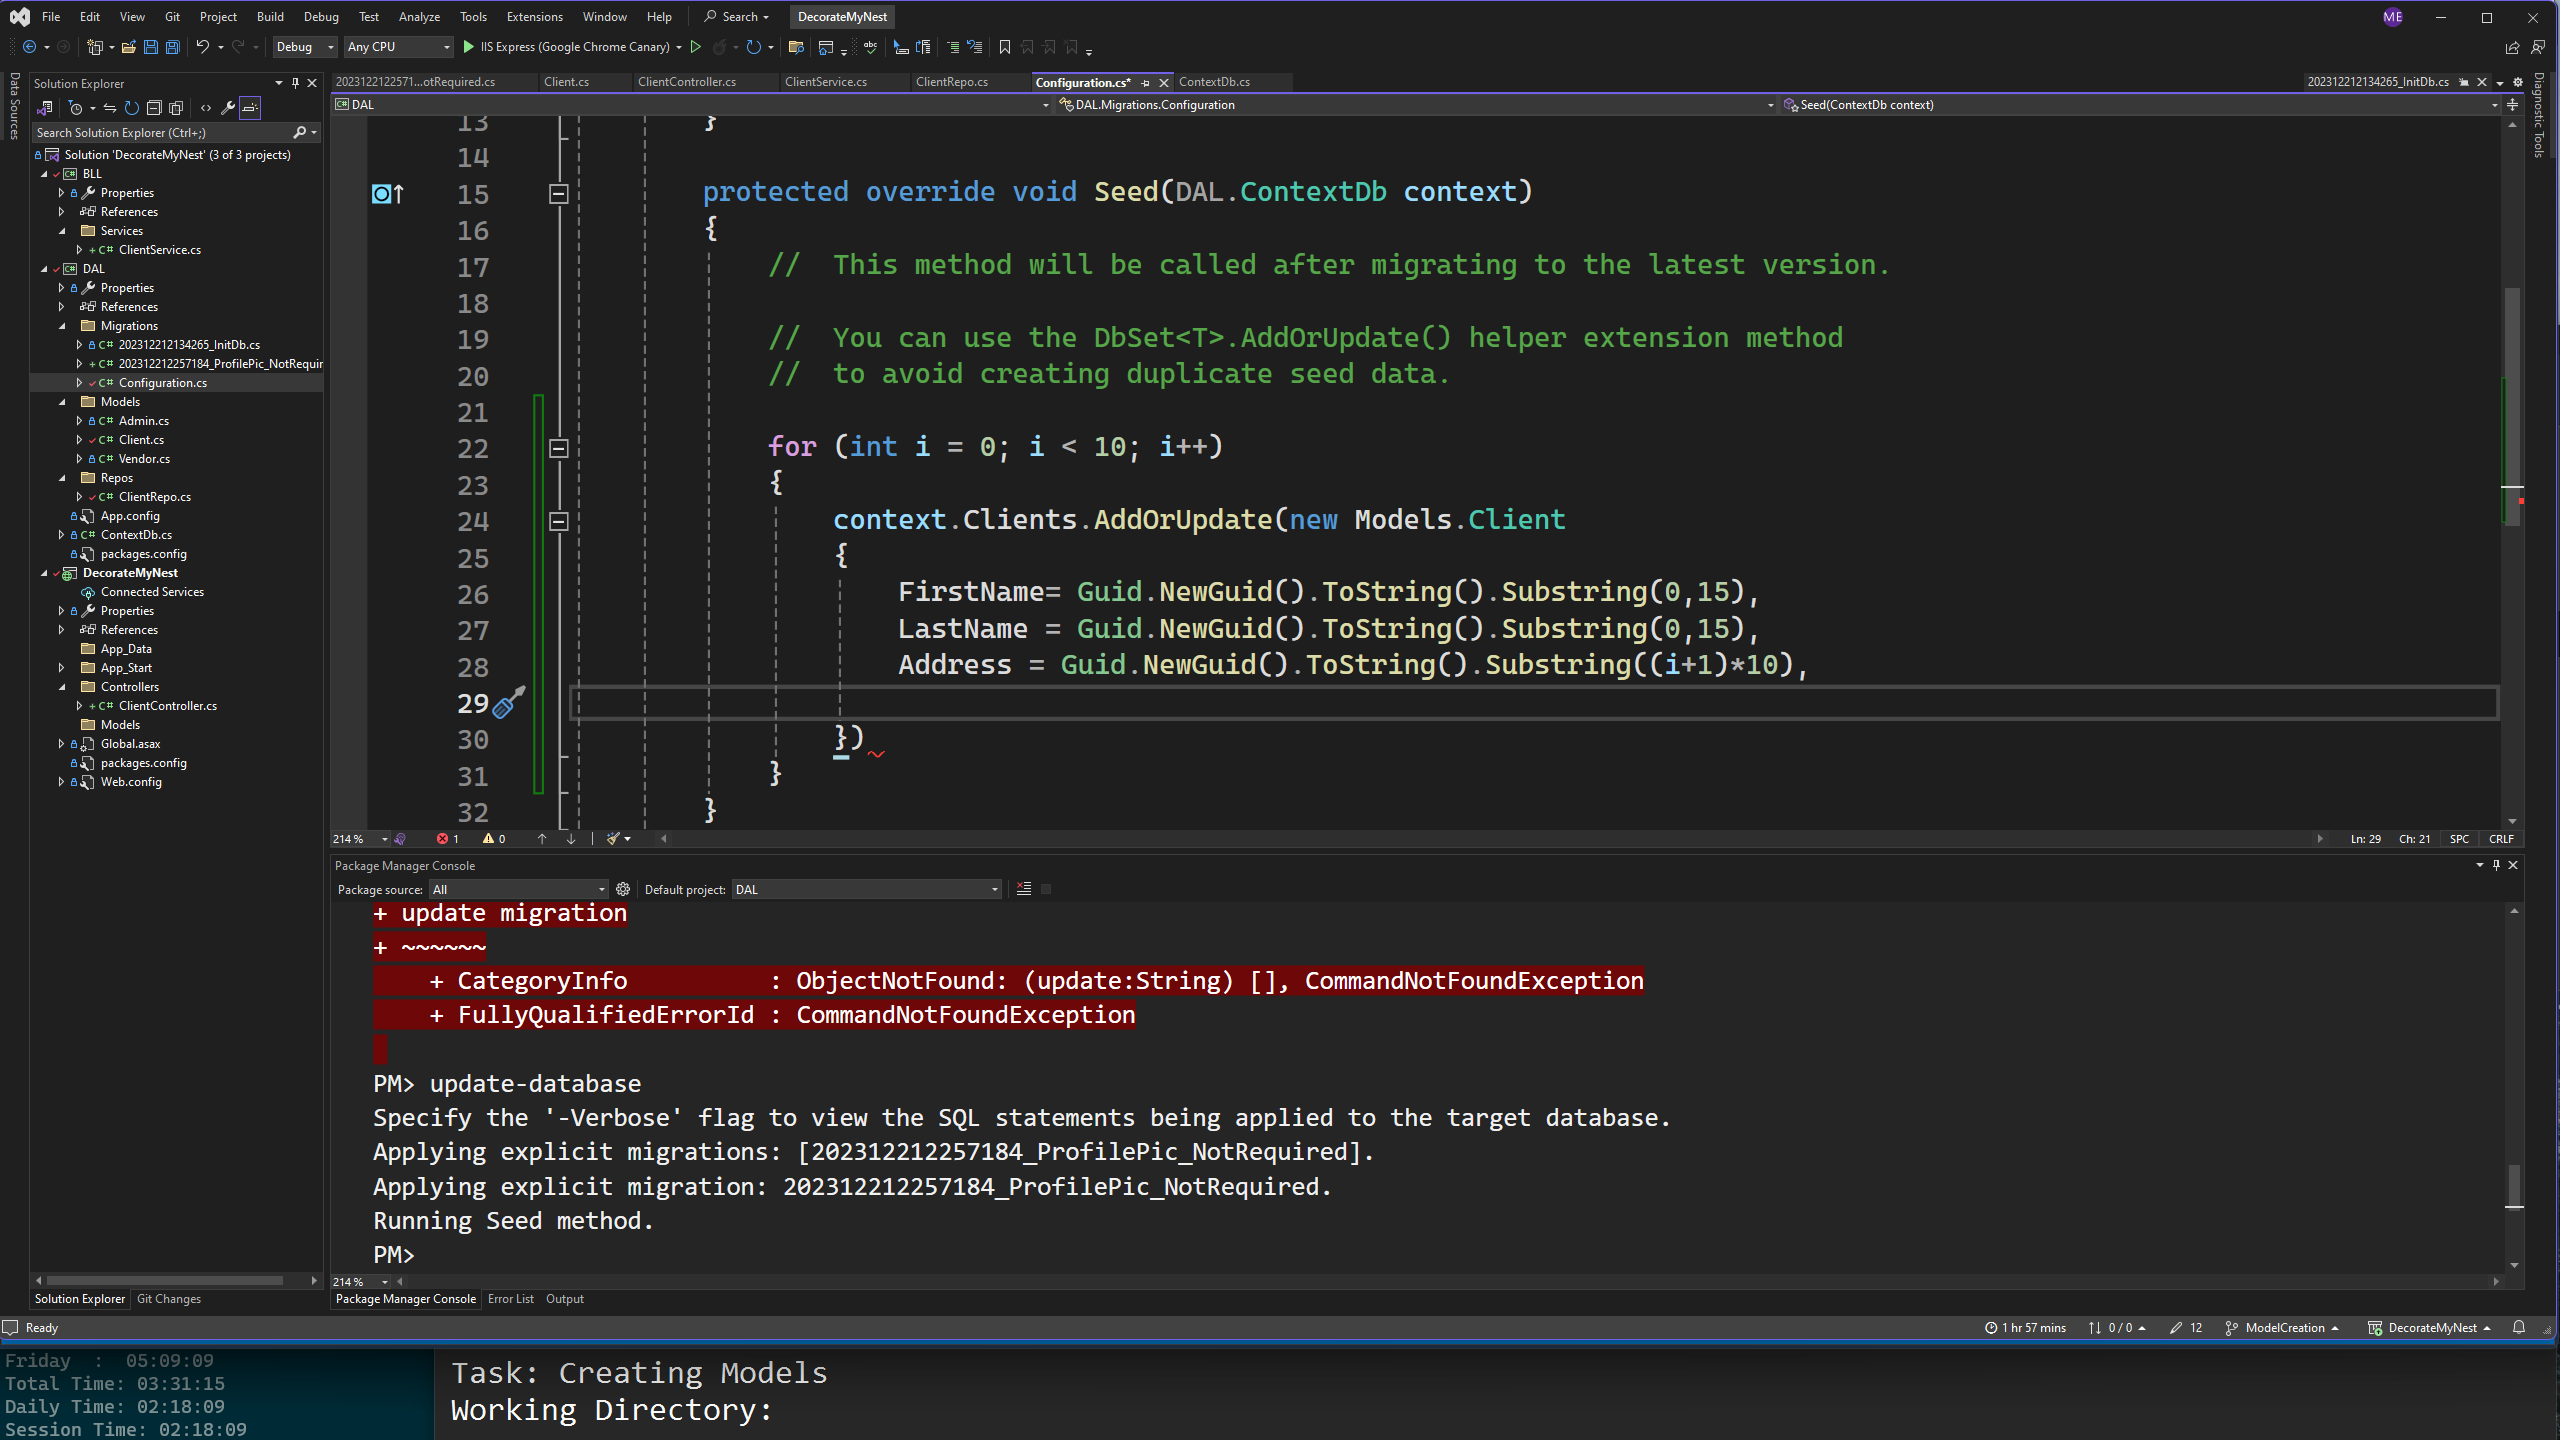 File Edit View Git Project Build Debug Test Analyze Tools Extensions Window Help Search DecorateMyNest ME
Debug Any CPU IIS Express (Google Chrome Canary)
Data Sources
Solution Explorer
Search Solution Explorer (Ctrl+;)
Solution 'DecorateMyNest' (3 of 3 projects)
BLL
Properties
References
Services
C# ClientService.cs
DAL
Properties
References
Migrations
C# 202312212134265_InitDb.cs
C# 202312212257184_ProfilePic_NotRequir
C# Configuration.cs
Models
C# Admin.cs
C# Client.cs
C# Vendor.cs
Repos
C# ClientRepo.cs
App.config
C# ContextDb.cs
packages.config
DecorateMyNest
Connected Services
Properties
References
App_Data
App_Start
Controllers
C# ClientController.cs
Models
Global.asax
packages.config
Web.config
Solution Explorer Git Changes
2023122122571...otRequired.cs Client.cs ClientController.cs ClientService.cs ClientRepo.cs Configuration.cs* ContextDb.cs 202312212134265_InitDb.cs
DAL DAL.Migrations.Configuration Seed(ContextDb context)
Diagnostic Tools
13 }
14
15 protected override void Seed(DAL.ContextDb context)
16 {
17 //  This method will be called after migrating to the latest version.
18
19 //  You can use the DbSet<T>.AddOrUpdate() helper extension method
20 //  to avoid creating duplicate seed data.
21
22 for (int i = 0; i < 10; i++)
23 {
24 context.Clients.AddOrUpdate(new Models.Client
25 {
26 FirstName= Guid.NewGuid().ToString().Substring(0,15),
27 LastName = Guid.NewGuid().ToString().Substring(0,15),
28 Address = Guid.NewGuid().ToString().Substring((i+1)*10),
29
30 })
31 }
32 }
214 % 1 0 Ln: 29 Ch: 21 SPC CRLF
Package Manager Console
Package source: All Default project: DAL
+ update migration
+ ~~~~~~
+ CategoryInfo          : ObjectNotFound: (update:String) [], CommandNotFoundException
+ FullyQualifiedErrorId : CommandNotFoundException
PM> update-database
Specify the '-Verbose' flag to view the SQL statements being applied to the target database.
Applying explicit migrations: [202312212257184_ProfilePic_NotRequired].
Applying explicit migration: 202312212257184_ProfilePic_NotRequired.
Running Seed method.
PM>
214 %
Package Manager Console Error List Output
Ready 1 hr 57 mins 0 / 0 12 ModelCreation DecorateMyNest
Friday  :  05:09:09
Total Time: 03:31:15
Daily Time: 02:18:09
Session Time: 02:18:09
Task: Creating Models
Working Directory: